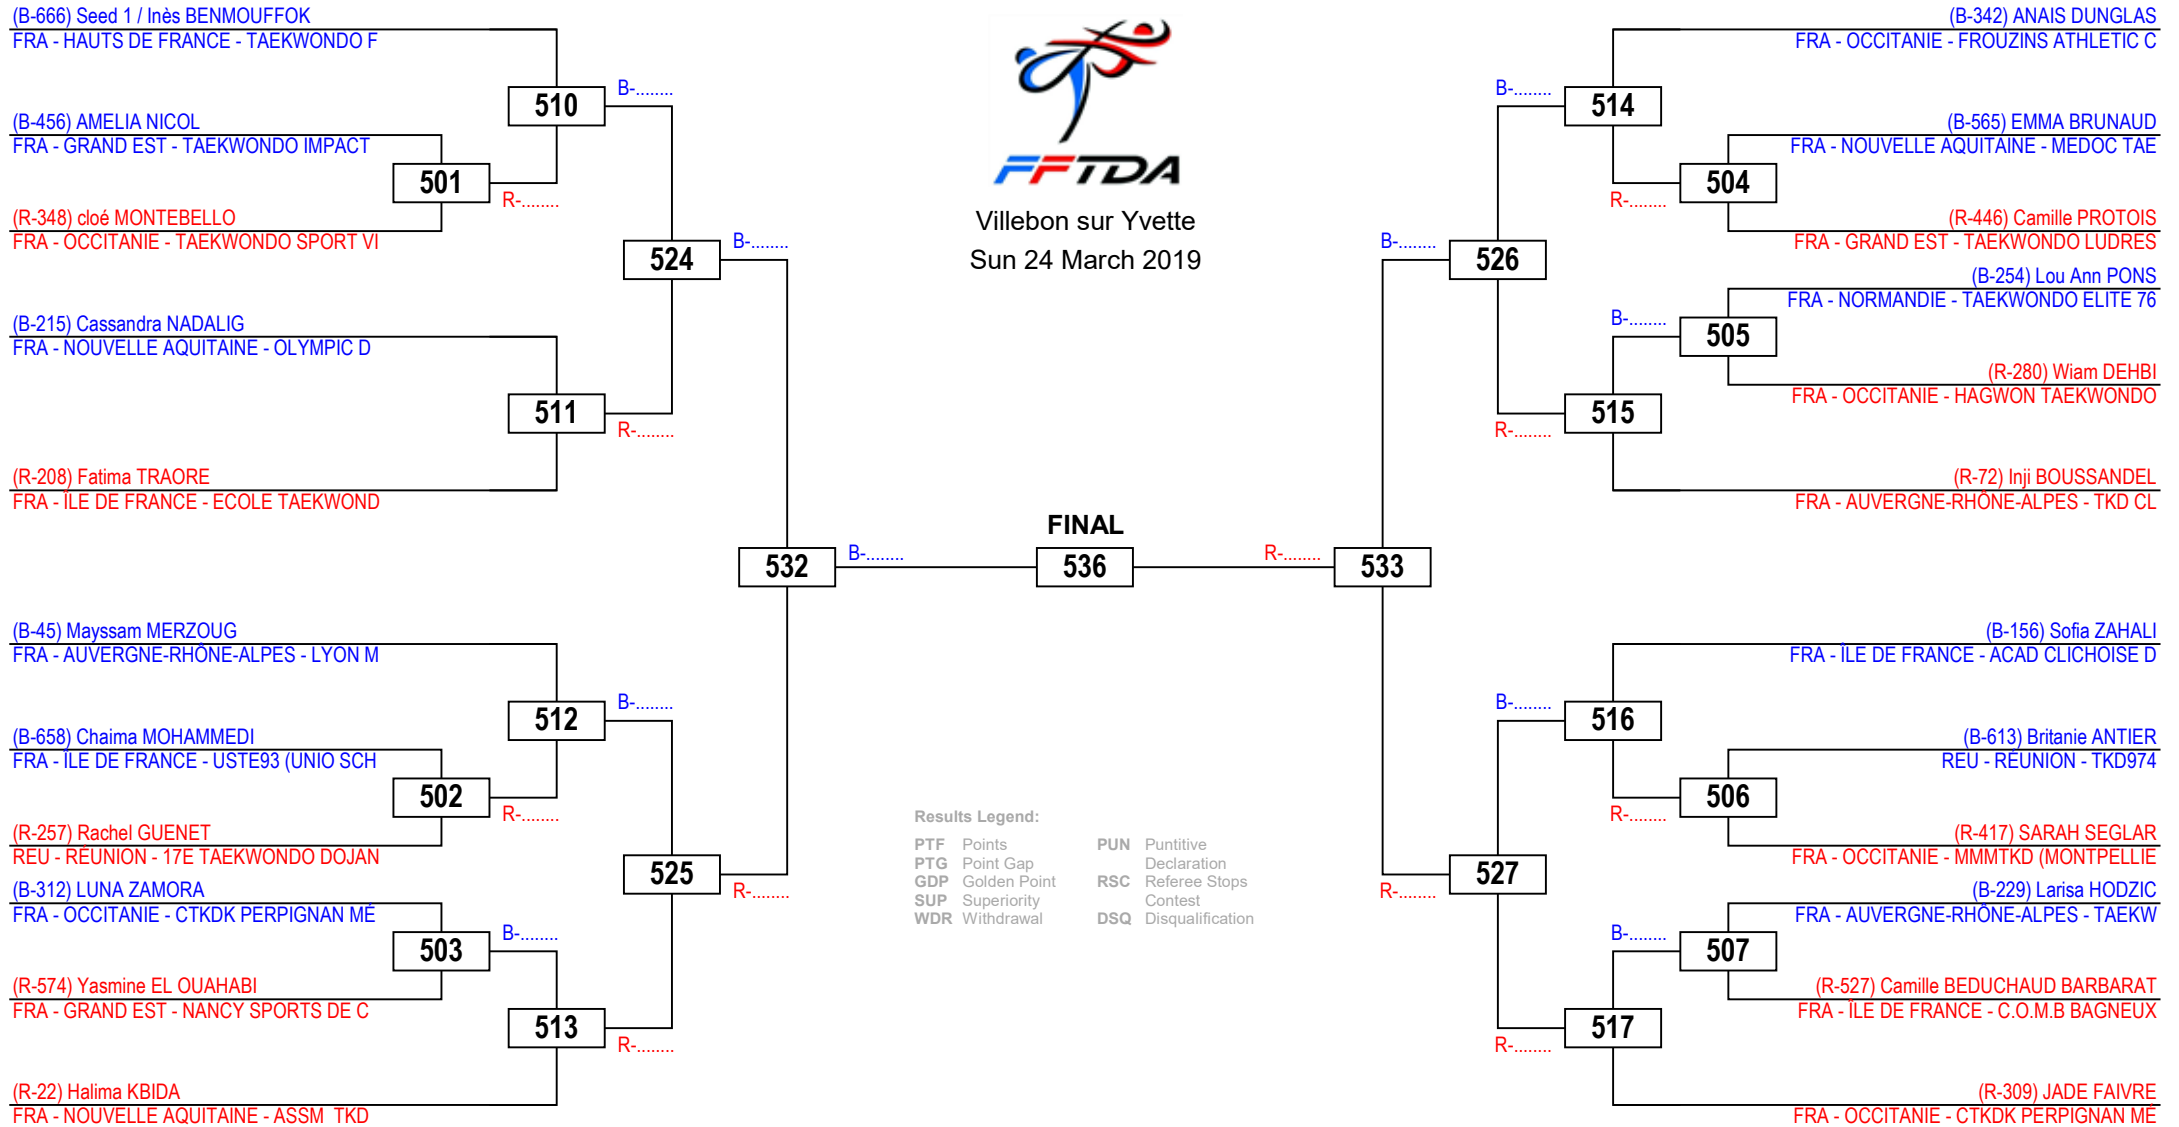 (B-666) Seed 1 / Inès BENMOUFFOK
FRA - HAUTS DE FRANCE - TAEKWONDO F
510
B-........
(B-456) AMELIA NICOL
FRA - GRAND EST - TAEKWONDO IMPACT
501
R-........
(R-348) cloé MONTEBELLO
FRA - OCCITANIE - TAEKWONDO SPORT VI
524
B-........
(B-215) Cassandra NADALIG
FRA - NOUVELLE AQUITAINE - OLYMPIC D
511
R-........
(R-208) Fatima TRAORE
FRA - ÎLE DE FRANCE - ECOLE TAEKWOND
532
B-........
(B-45) Mayssam MERZOUG
FRA - AUVERGNE-RHÔNE-ALPES - LYON M
512
B-........
(B-658) Chaima MOHAMMEDI
FRA - ÎLE DE FRANCE - USTE93 (UNIO SCH
502
R-........
(R-257) Rachel GUENET
REU - RÉUNION - 17E TAEKWONDO DOJAN
525
R-........
(B-312) LUNA ZAMORA
FRA - OCCITANIE - CTKDK PERPIGNAN MÉ
503
B-........
(R-574) Yasmine EL OUAHABI
FRA - GRAND EST - NANCY SPORTS DE C
513
R-........
(R-22) Halima KBIDA
FRA - NOUVELLE AQUITAINE - ASSM  TKD
FFTDA
Villebon sur Yvette
Sun 24 March 2019
FINAL
536
Results Legend:
PTF Points
PTG Point Gap
GDP Golden Point
SUP Superiority
WDR Withdrawal
PUN Puntitive
Declaration
RSC Referee Stops
Contest
DSQ Disqualification
(B-342) ANAIS DUNGLAS
FRA - OCCITANIE - FROUZINS ATHLETIC C
B-........
514
(B-565) EMMA BRUNAUD
FRA - NOUVELLE AQUITAINE - MEDOC TAE
R-........
504
(R-446) Camille PROTOIS
FRA - GRAND EST - TAEKWONDO LUDRES
B-........
526
(B-254) Lou Ann PONS
FRA - NORMANDIE - TAEKWONDO ELITE 76
B-........
505
(R-280) Wiam DEHBI
FRA - OCCITANIE - HAGWON TAEKWONDO
R-........
515
(R-72) Inji BOUSSANDEL
FRA - AUVERGNE-RHÔNE-ALPES - TKD CL
R-........
533
(B-156) Sofia ZAHALI
FRA - ÎLE DE FRANCE - ACAD CLICHOISE D
B-........
516
(B-613) Britanie ANTIER
REU - RÉUNION - TKD974
R-........
506
(R-417) SARAH SEGLAR
FRA - OCCITANIE - MMMTKD (MONTPELLIE
R-........
527
(B-229) Larisa HODZIC
FRA - AUVERGNE-RHÔNE-ALPES - TAEKW
B-........
507
(R-527) Camille BEDUCHAUD BARBARAT
FRA - ÎLE DE FRANCE - C.O.M.B BAGNEUX
R-........
517
(R-309) JADE FAIVRE
FRA - OCCITANIE - CTKDK PERPIGNAN MÉ